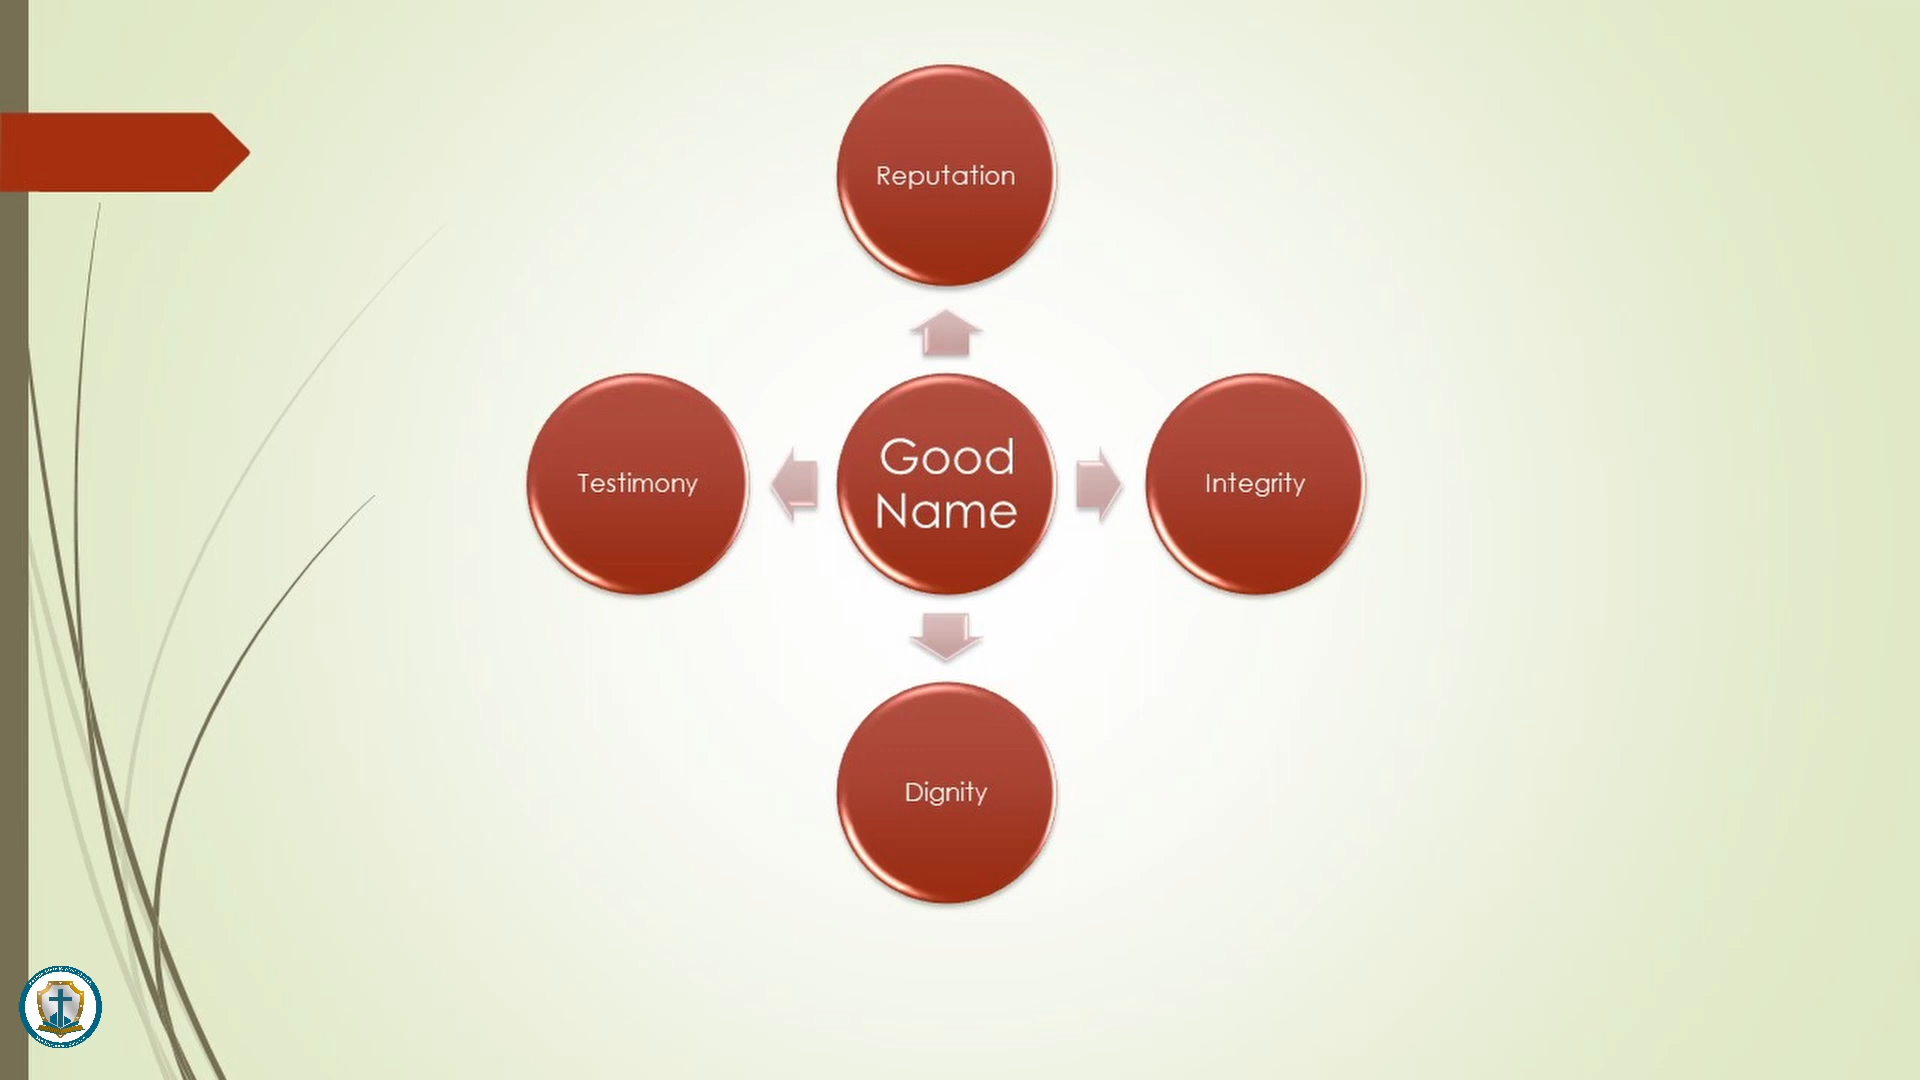 Reputation
Testimony
Good
Name
Integrity
Dignity